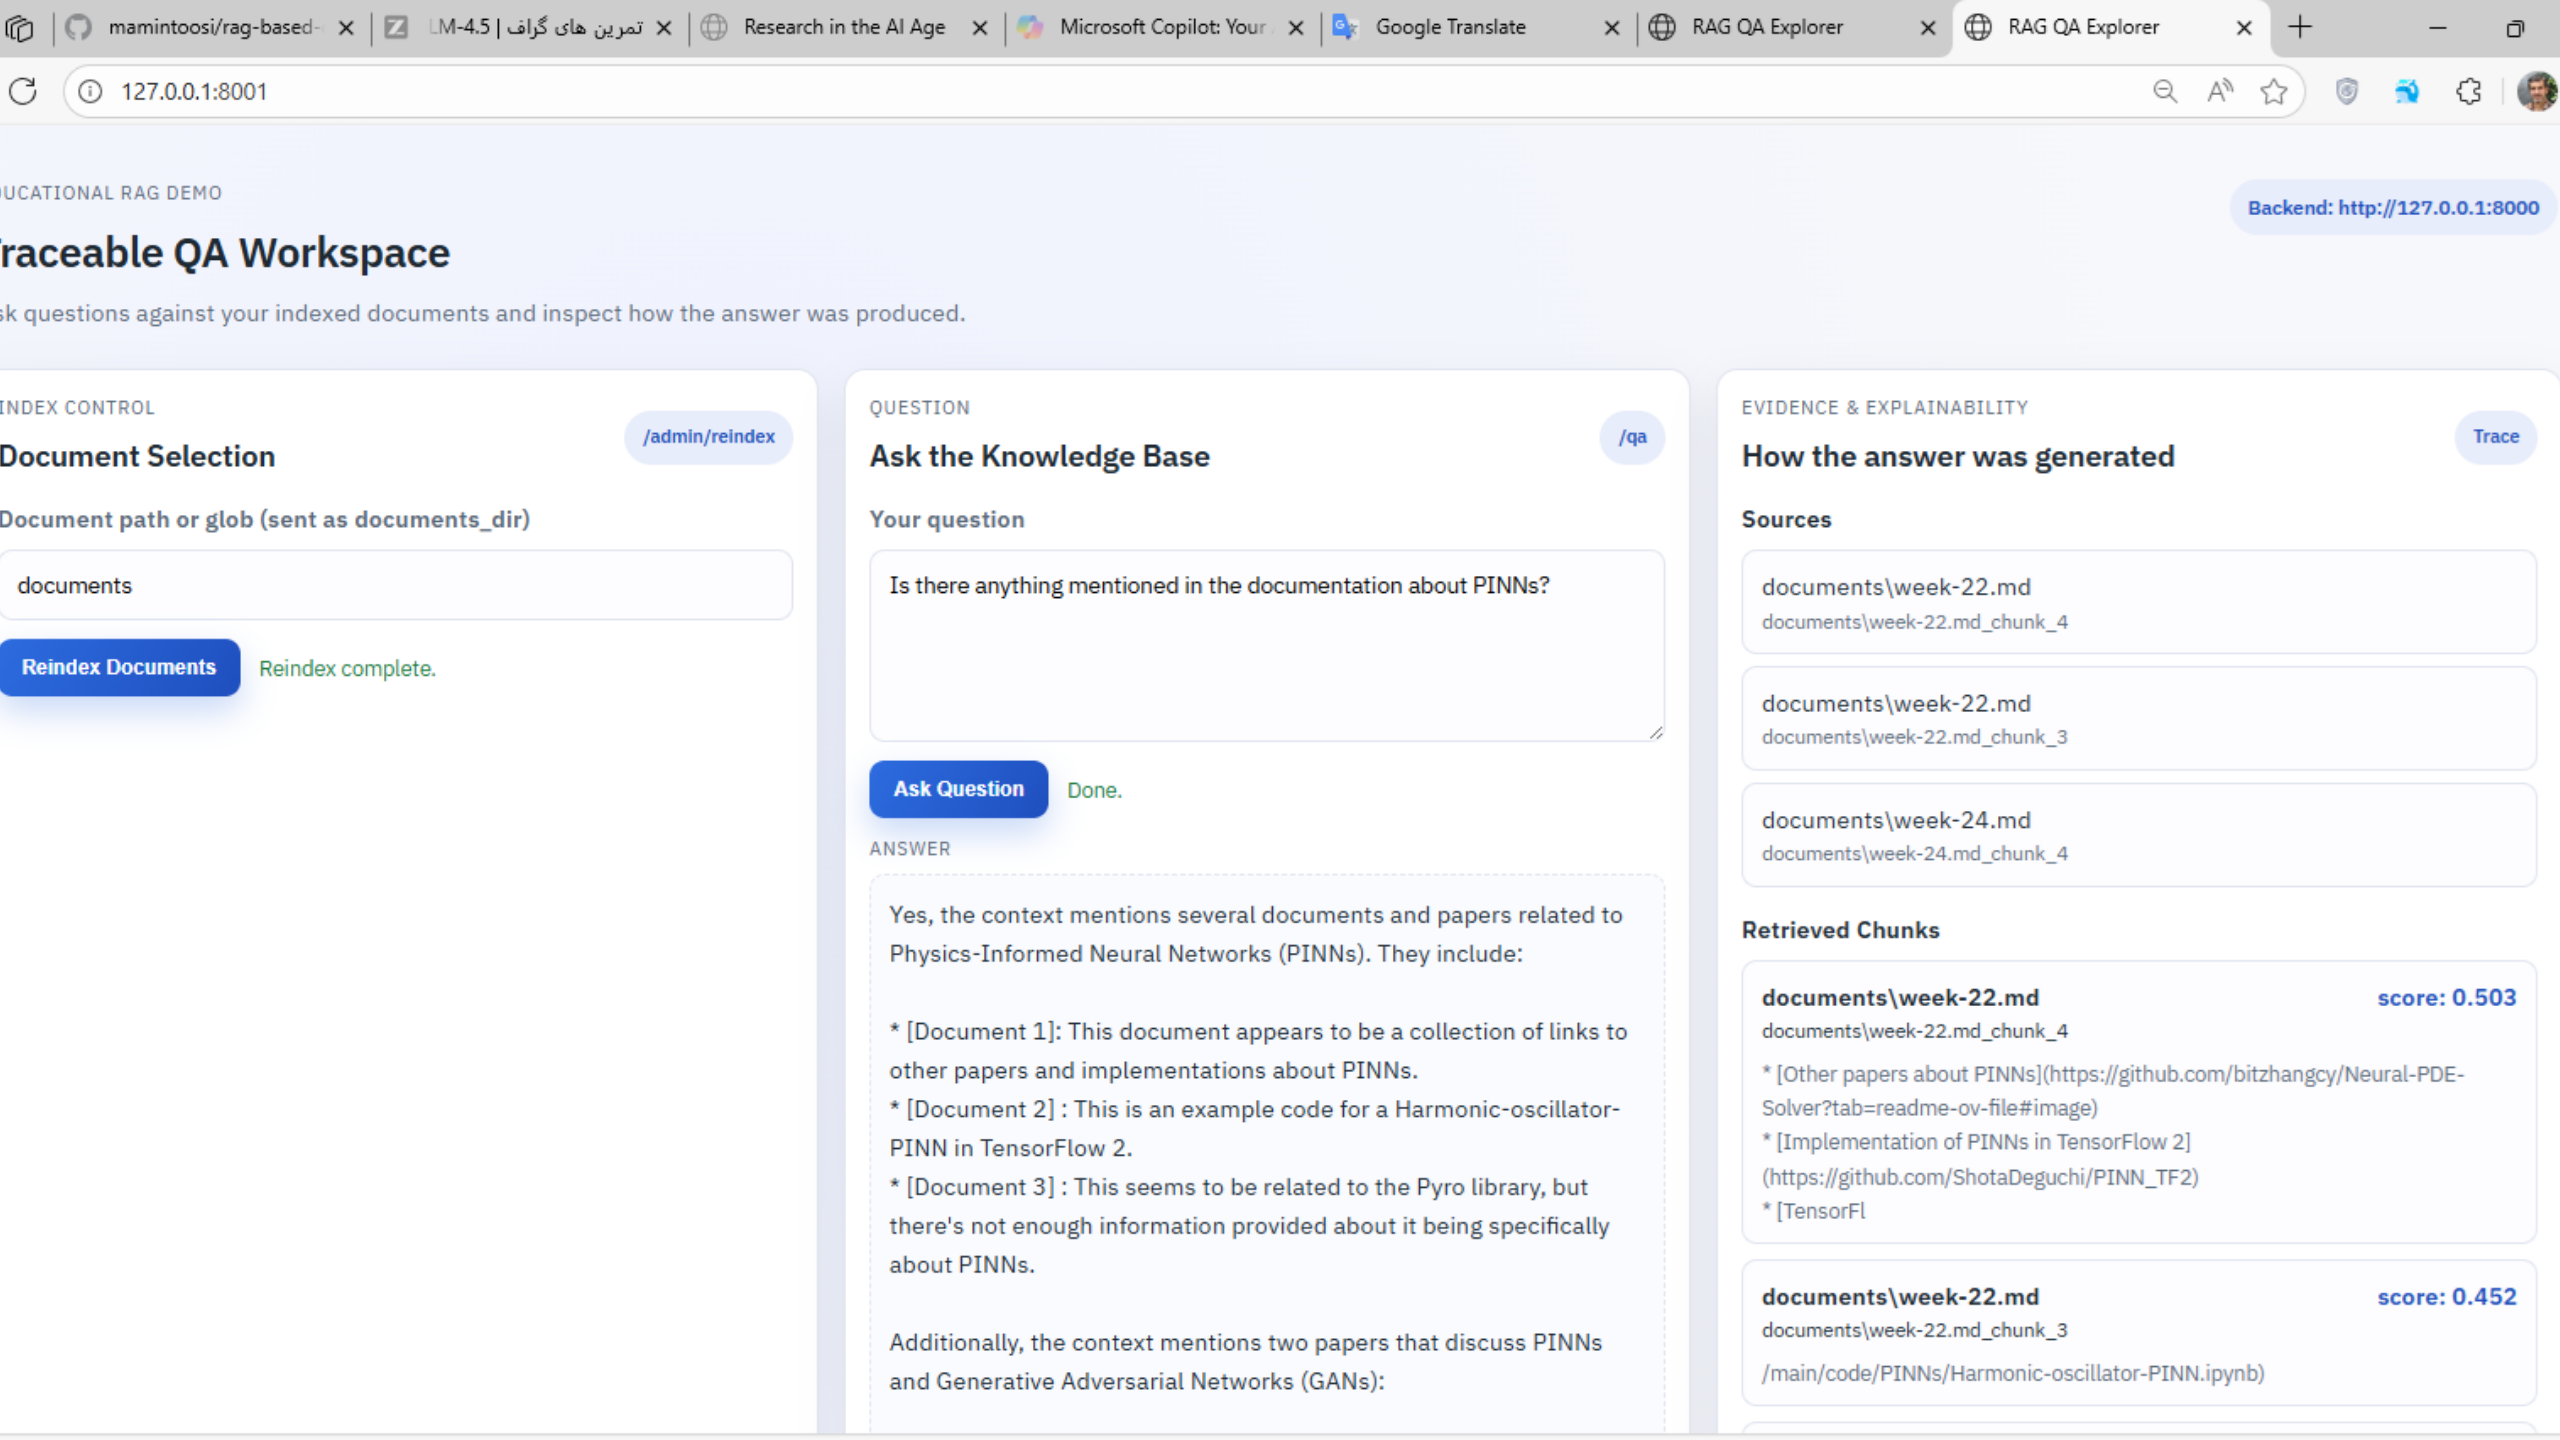 mamintoosi/rag-based-
LM-4.5 | تمرین های گراف
Research in the AI Age
Microsoft Copilot: Your
Google Translate
RAG QA Explorer
RAG QA Explorer
127.0.0.1:8001
DUCATIONAL RAG DEMO
Backend: http://127.0.0.1:8000
raceable QA Workspace
sk questions against your indexed documents and inspect how the answer was produced.
INDEX CONTROL
/admin/reindex
Document Selection
Document path or glob (sent as documents_dir)
documents
Reindex Documents
Reindex complete.
QUESTION
/qa
Ask the Knowledge Base
Your question
Is there anything mentioned in the documentation about PINNs?
Ask Question
Done.
ANSWER
Yes, the context mentions several documents and papers related to
Physics-Informed Neural Networks (PINNs). They include:
* [Document 1]: This document appears to be a collection of links to
other papers and implementations about PINNs.
* [Document 2] : This is an example code for a Harmonic-oscillator-
PINN in TensorFlow 2.
* [Document 3] : This seems to be related to the Pyro library, but
there's not enough information provided about it being specifically
about PINNs.
Additionally, the context mentions two papers that discuss PINNs
and Generative Adversarial Networks (GANs):
EVIDENCE & EXPLAINABILITY
Trace
How the answer was generated
Sources
documents\week-22.md
documents\week-22.md_chunk_4
documents\week-22.md
documents\week-22.md_chunk_3
documents\week-24.md
documents\week-24.md_chunk_4
Retrieved Chunks
documents\week-22.md
score: 0.503
documents\week-22.md_chunk_4
* [Other papers about PINNs](https://github.com/bitzhangcy/Neural-PDE-
Solver?tab=readme-ov-file#image)
* [Implementation of PINNs in TensorFlow 2]
(https://github.com/ShotaDeguchi/PINN_TF2)
* [TensorFl
documents\week-22.md
score: 0.452
documents\week-22.md_chunk_3
/main/code/PINNs/Harmonic-oscillator-PINN.ipynb)